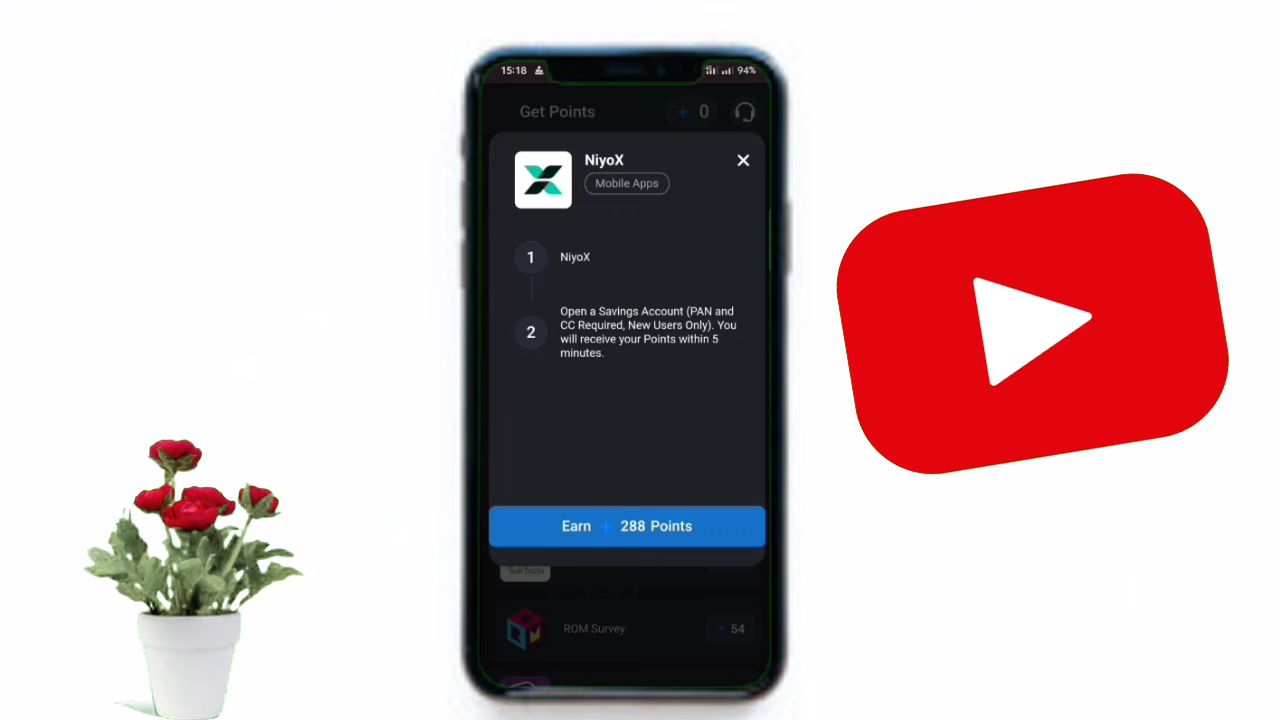 15:18 94%
Get Points 0
NiyoX
Mobile Apps
1 NiyoX
2 Open a Savings Account (PAN and
CC Required, New Users Only). You
will receive your Points within 5
minutes.
Earn + 288 Points
ROM Survey + 54